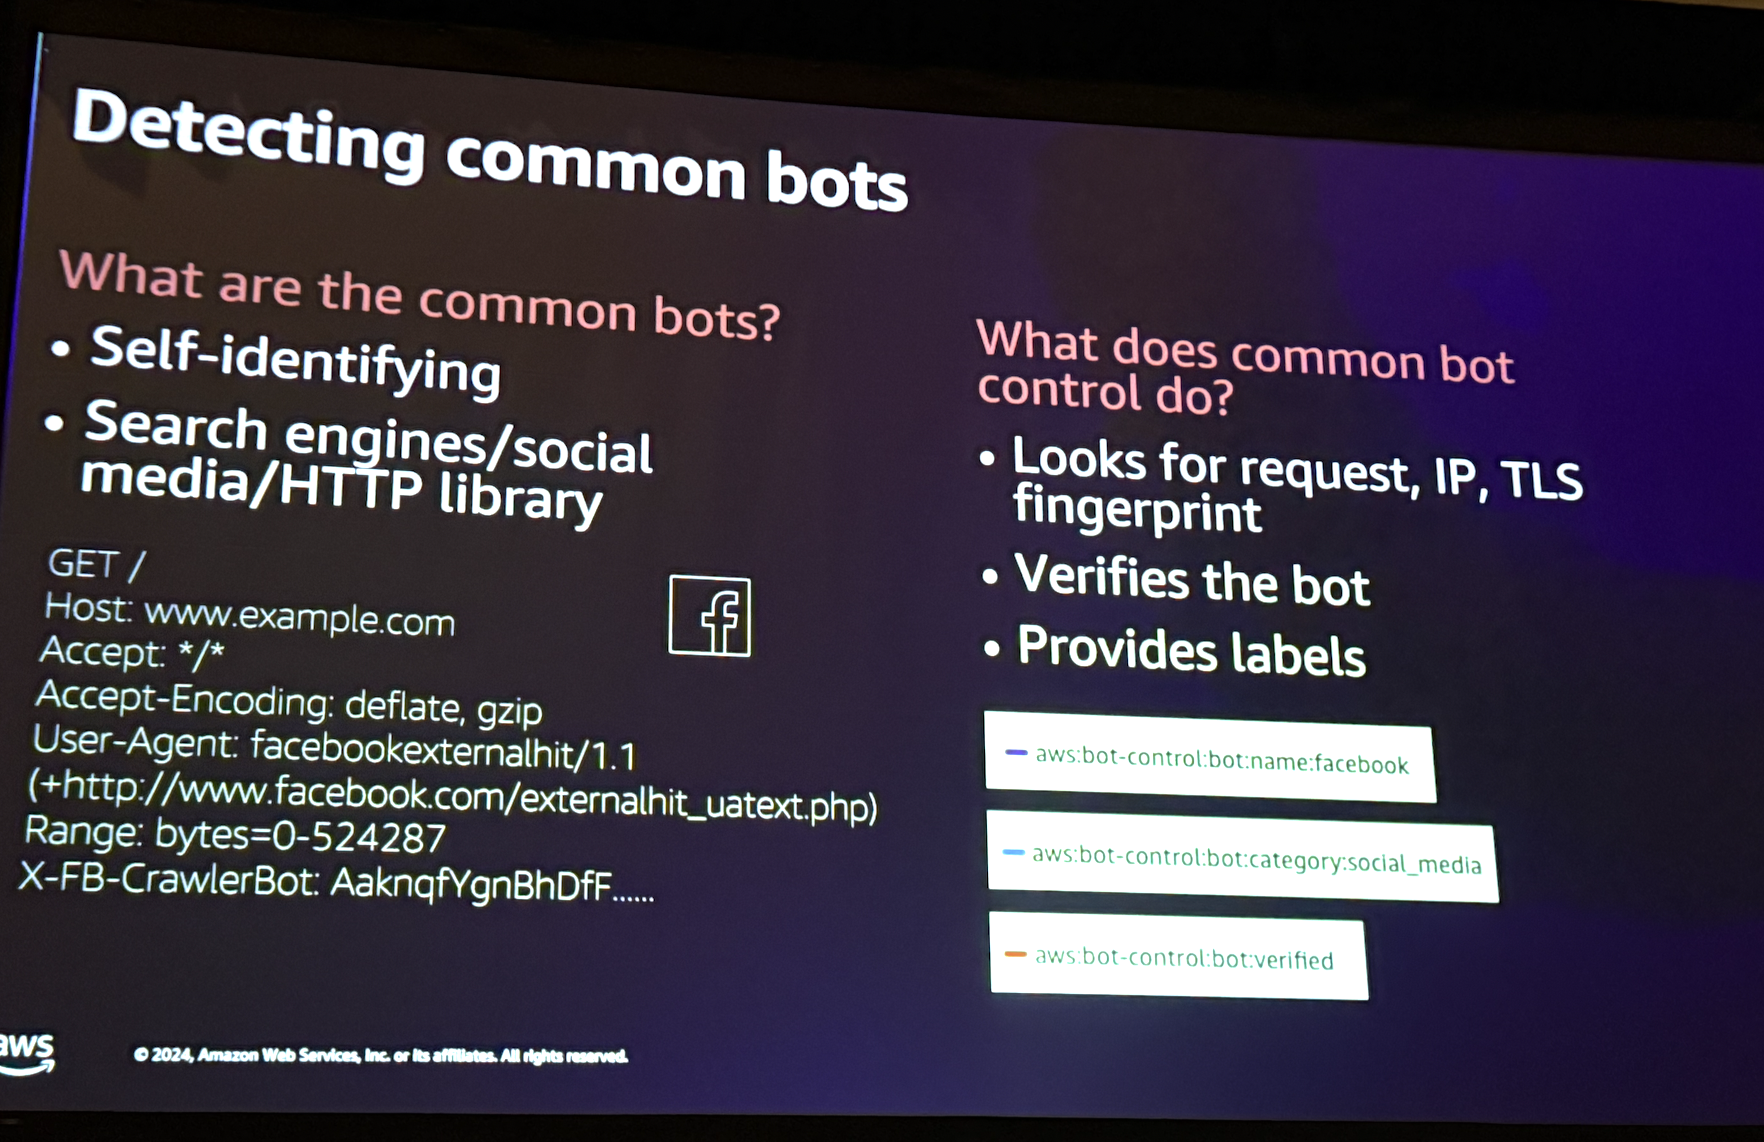 Detecting common bots
What are the common bots?
• Self-identifying
• Search engines/social
media/HTTP library
GET /
Host: www.example.com
Accept: */*
Accept-Encoding: deflate, gzip
User-Agent: facebookexternalhit/1.1
(+http://www.facebook.com/externalhit_uatext.php)
Range: bytes=0-524287
X-FB-CrawlerBot: AaknqfYgnBhDfF......
f
What does common bot
control do?
• Looks for request, IP, TLS
fingerprint
• Verifies the bot
• Provides labels
aws:bot-control:bot:name:facebook
aws:bot-control:bot:category:social_media
aws:bot-control:bot:verified
aws
© 2024, Amazon Web Services, Inc. or its affiliates. All rights reserved.